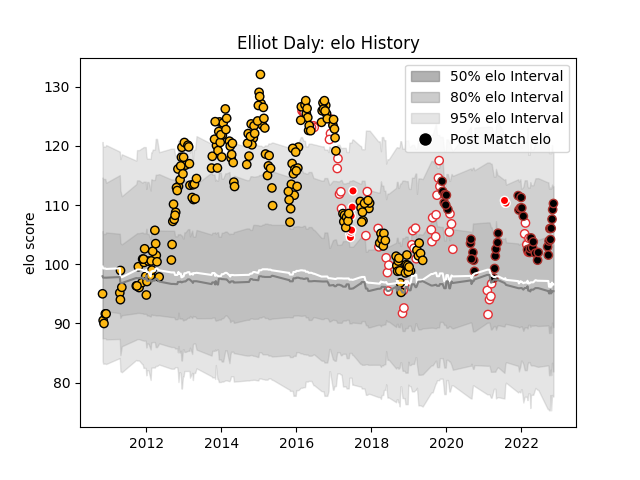 Elliot Daly: elo History
50% elo Interval
80% elo Interval
95% elo Interval
Post Match elo
elo score
130
120
110
100
90
80
2012 2014 2016 2018 2020 2022